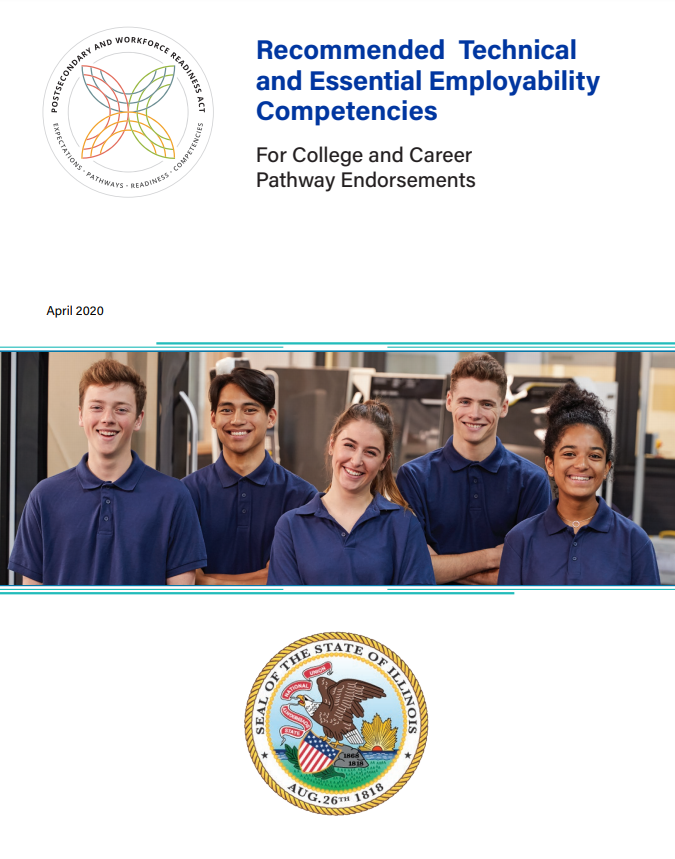 POSTSECONDARY AND WORKFORCE READINESS ACT
EXPECTATIONS · PATHWAYS · READINESS · COMPETENCIES
Recommended Technical
and Essential Employability
Competencies
For College and Career
Pathway Endorsements
April 2020
SEAL OF THE STATE OF ILLINOIS
NATIONAL
UNION
STATE
1868
1818
AUG. 26TH 1818